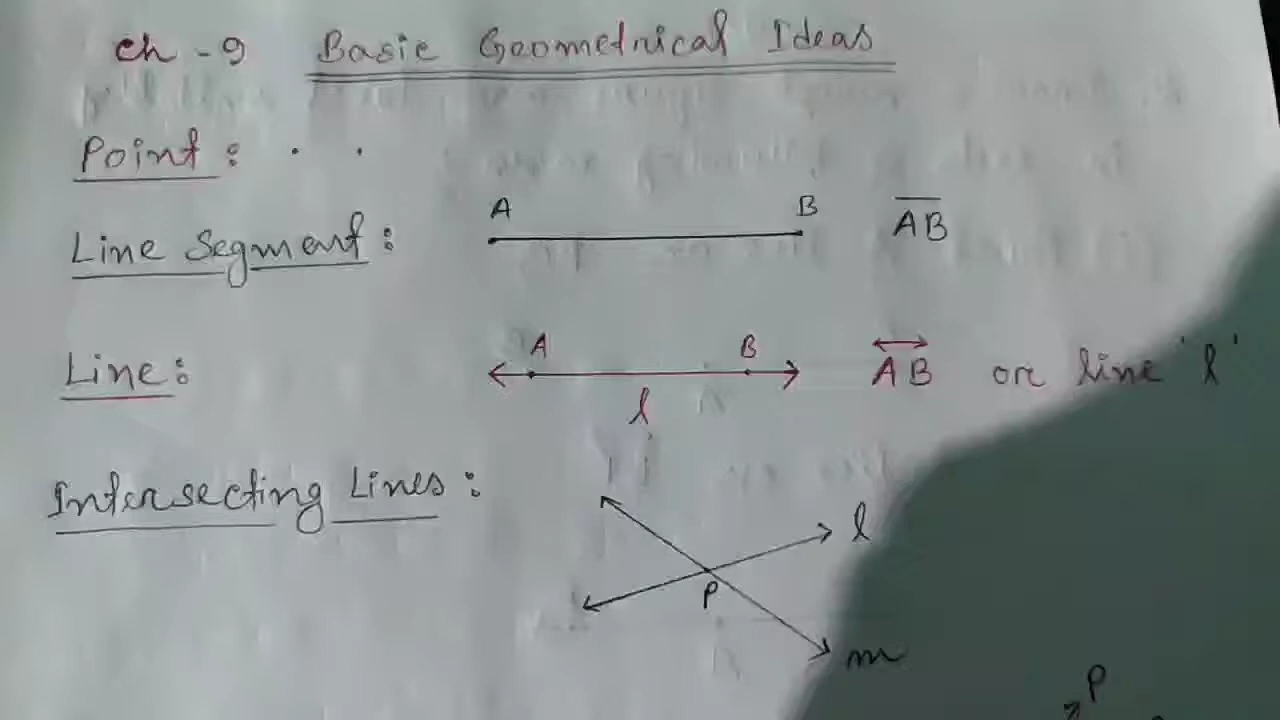 Ch - 9 Basic Geometrical Ideas
Point : . .
Line Segment : A B AB
Line : A B l AB or line 'l'
Intersecting Lines : l
P
m
P